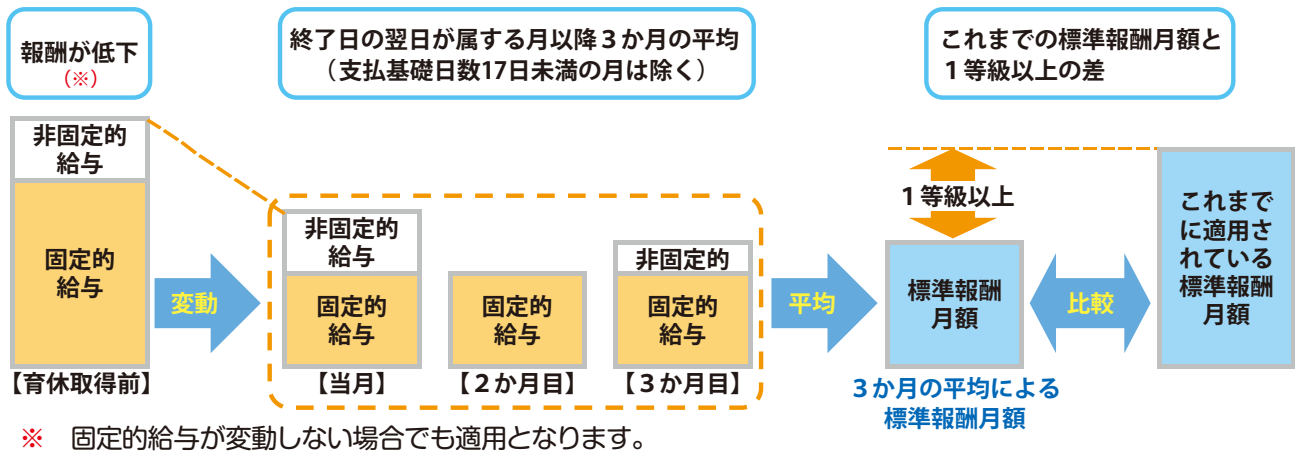 報酬が低下
（※）
終了日の翌日が属する月以降３か月の平均
（支払基礎日数17日未満の月は除く）
これまでの標準報酬月額と
１等級以上の差
非固定的
給与
固定的
給与
【育休取得前】
変動
非固定的
給与
固定的
給与
【当月】
固定的
給与
【２か月目】
非固定的
固定的
給与
【３か月目】
平均
１等級以上
標準報酬
月額
３か月の平均による
標準報酬月額
比較
これまで
に適用さ
れている
標準報酬
月額
※　固定的給与が変動しない場合でも適用となります。